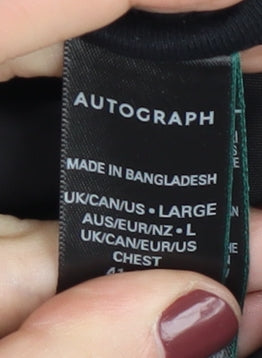 AUTOGRAPH
MADE IN BANGLADESH
UK/CAN/US • LARGE
AUS/EUR/NZ • L
UK/CAN/EUR/US
CHEST